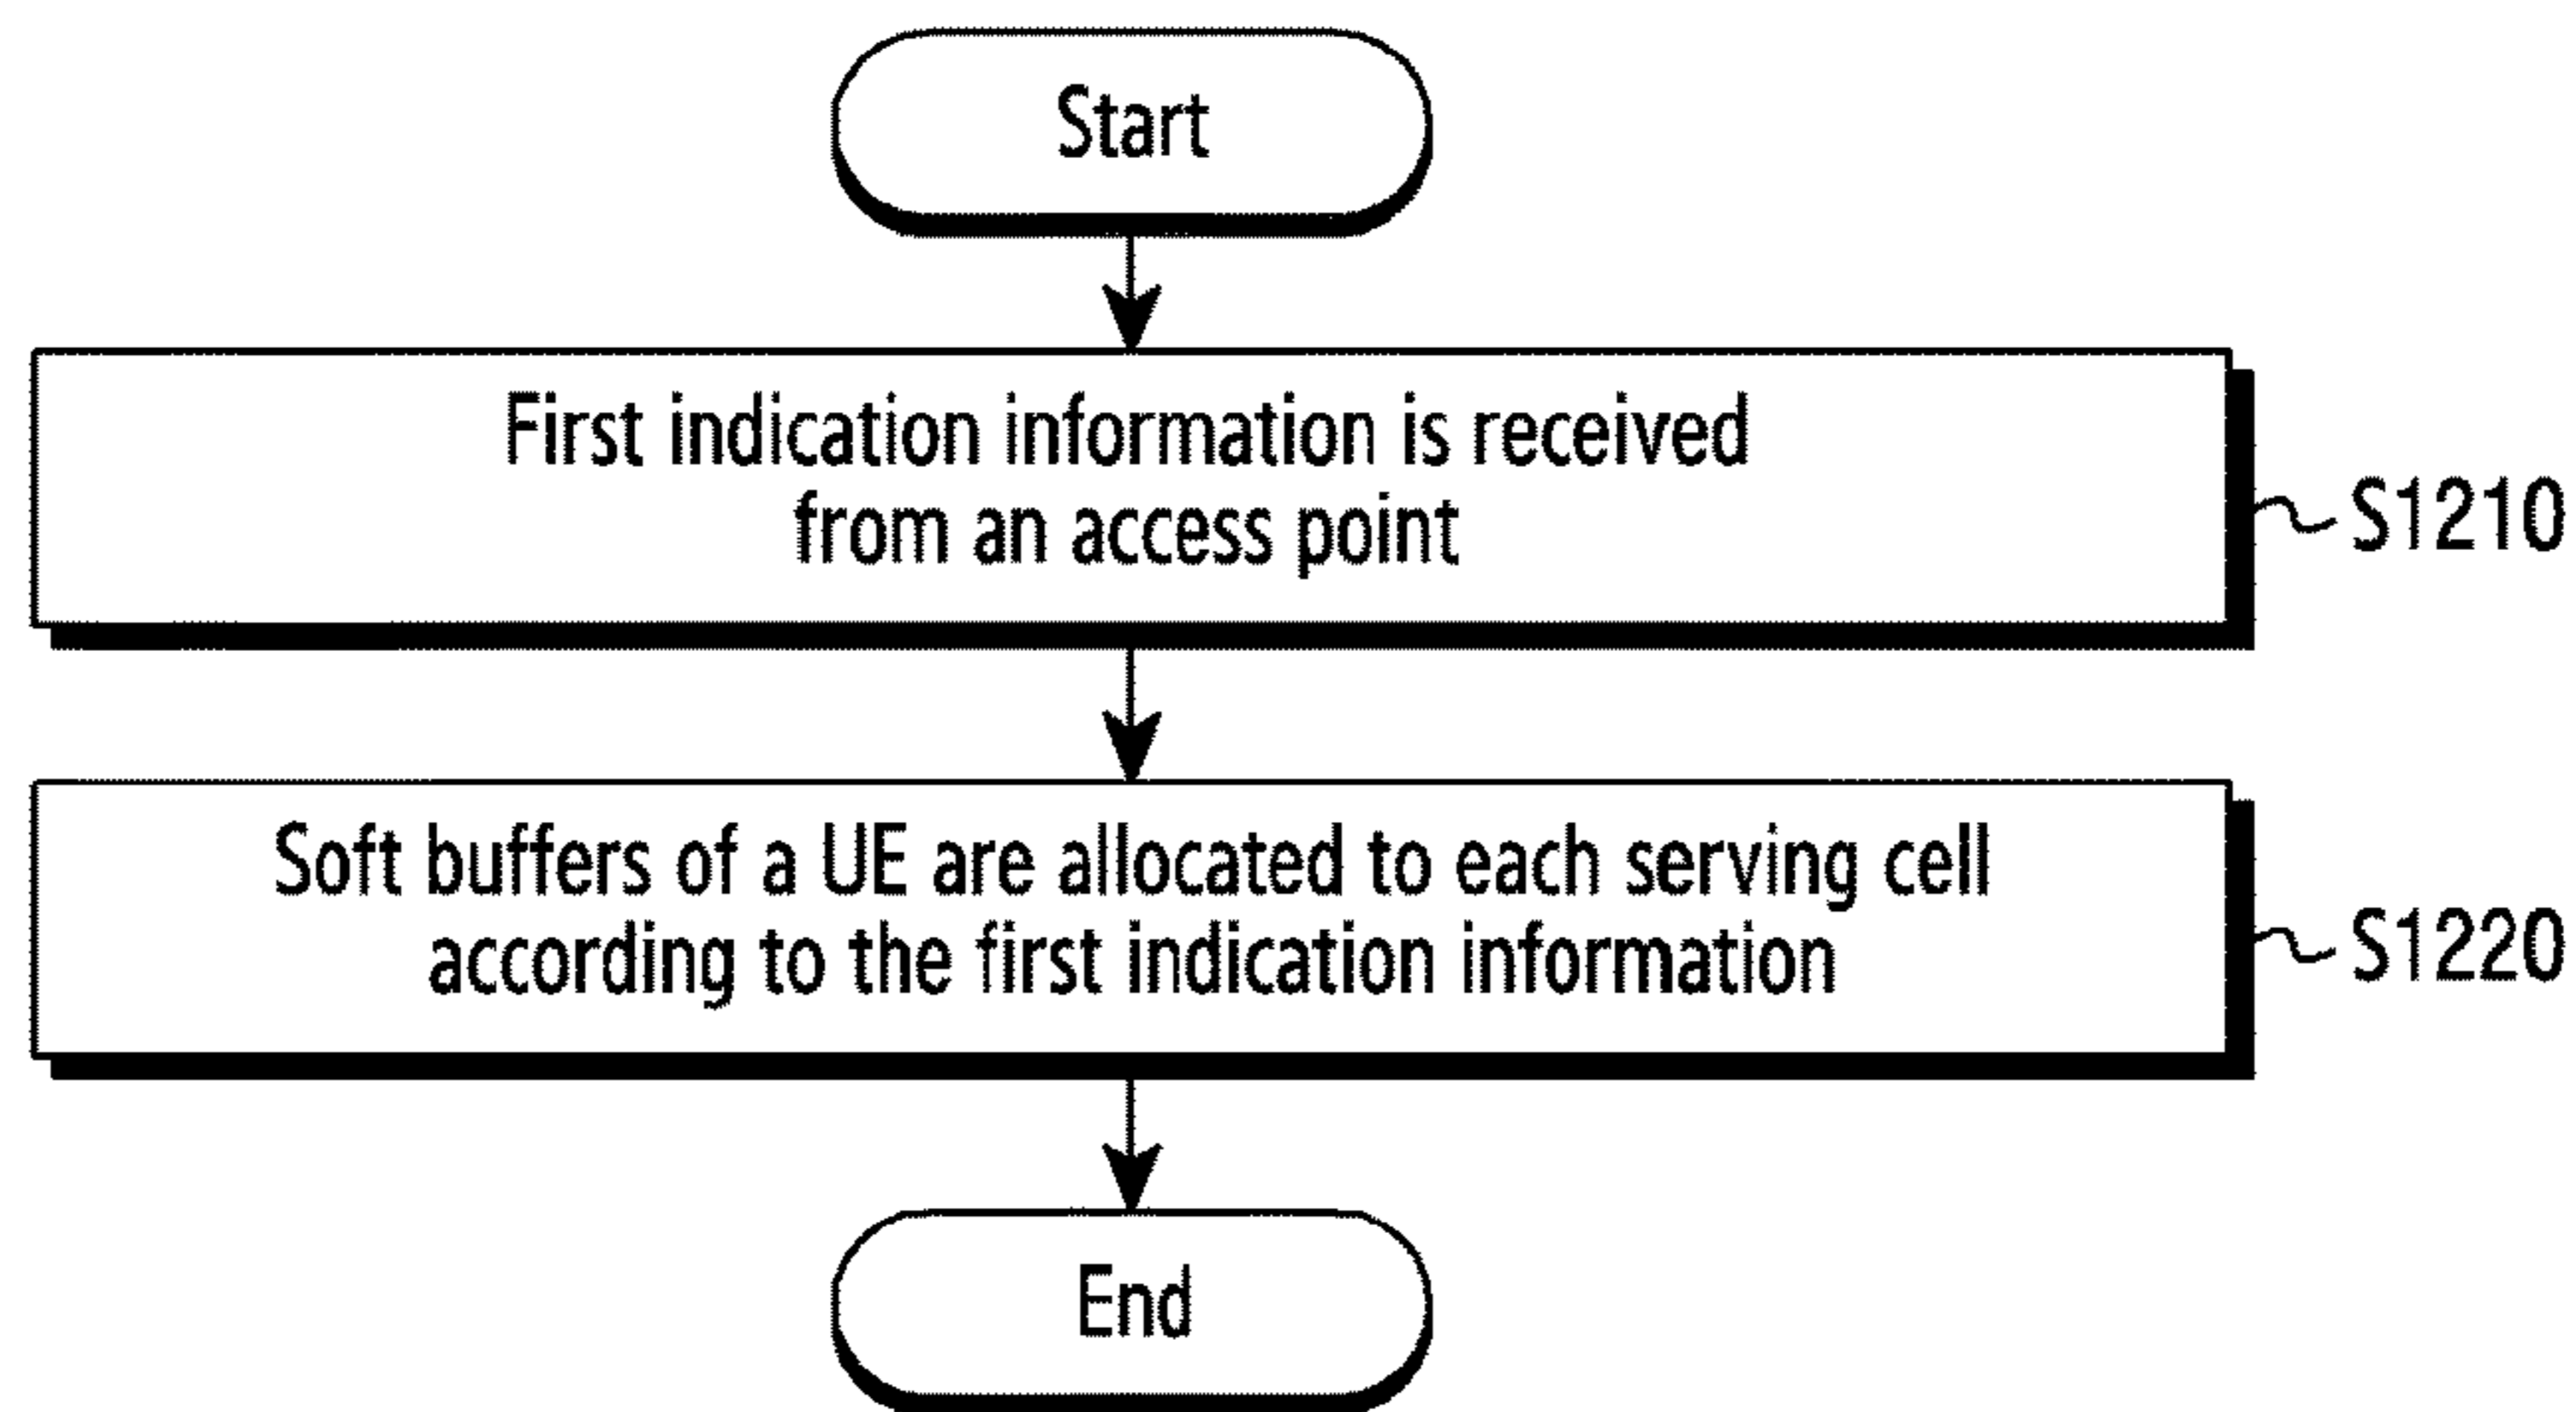 Start
First indication information is received
from an access point
S1210
Soft buffers of a UE are allocated to each serving cell
according to the first indication information
S1220
End